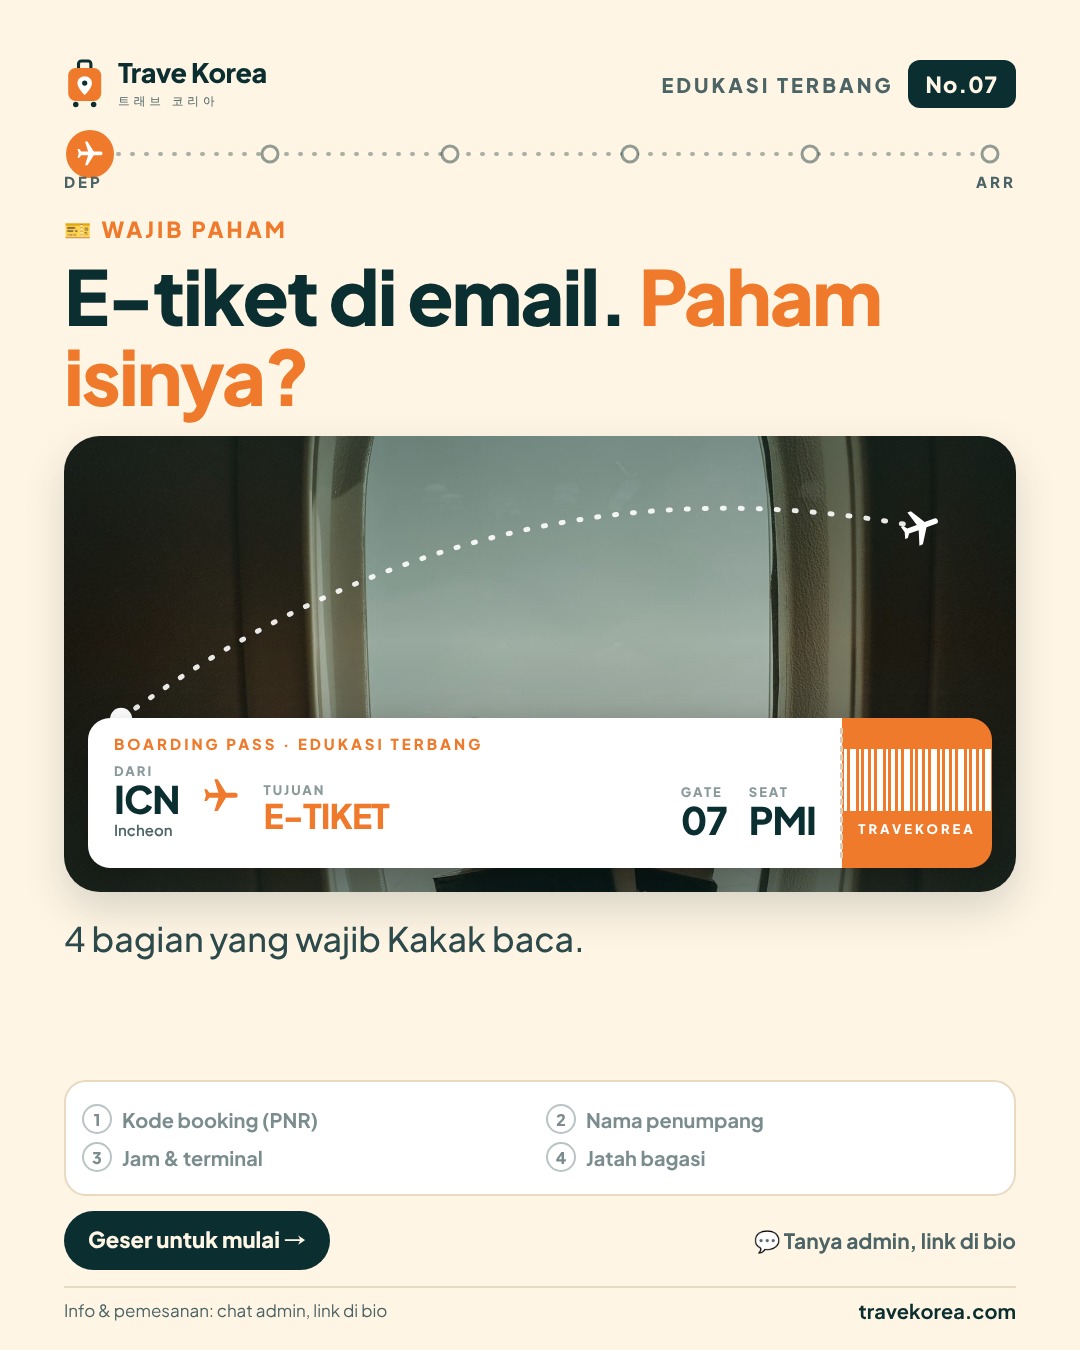 Trave Korea
트래브 코리아
EDUKASI TERBANG
No.07
DEP
ARR
🎫 WAJIB PAHAM
E-tiket di email. Paham
isinya?
BOARDING PASS · EDUKASI TERBANG
DARI
ICN
Incheon
TUJUAN
E-TIKET
GATE
07
SEAT
PMI
TRAVEKOREA
4 bagian yang wajib Kakak baca.
1 Kode booking (PNR)
2 Nama penumpang
3 Jam & terminal
4 Jatah bagasi
Geser untuk mulai →
💬 Tanya admin, link di bio
Info & pemesanan: chat admin, link di bio
travekorea.com